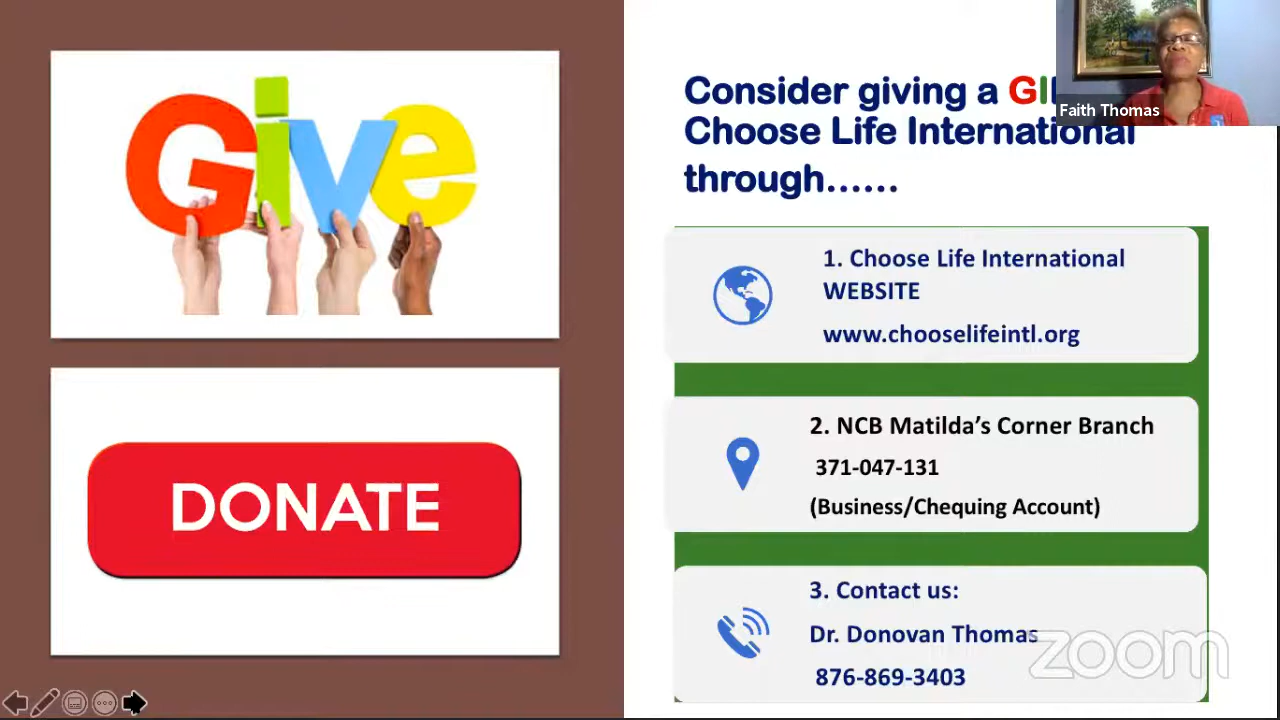 Give
DONATE
Consider giving a
Choose Life International
through......
1. Choose Life International
WEBSITE
www.chooselifeintl.org
2. NCB Matilda's Corner Branch
371-047-131
(Business/Chequing Account)
3. Contact us:
Dr. Donovan Thomas
876-869-3403
Faith Thomas
zoom